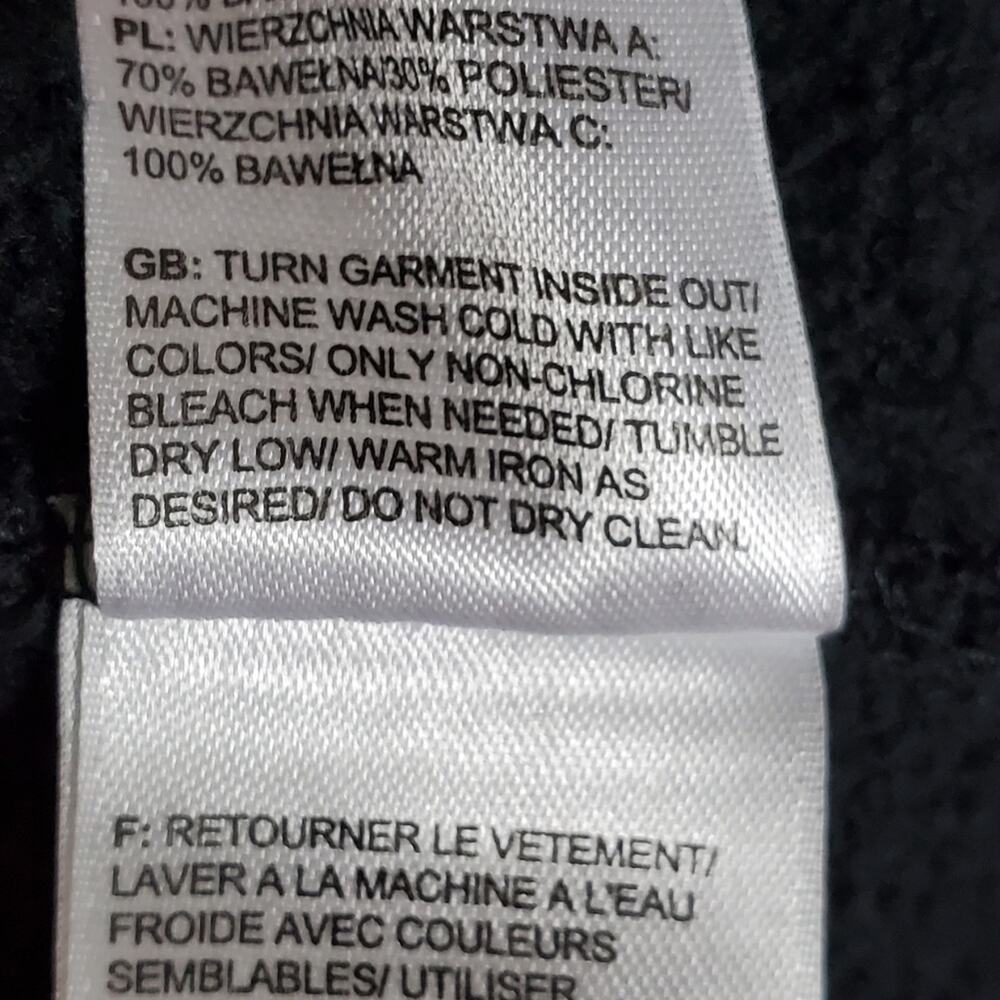 PL: WIERZCHNIA WARSTWA A:
70% BAWEŁNA/30% POLIESTER/
WIERZCHNIA WARSTWA C:
100% BAWEŁNA
GB: TURN GARMENT INSIDE OUT/
MACHINE WASH COLD WITH LIKE
COLORS/ ONLY NON-CHLORINE
BLEACH WHEN NEEDED/ TUMBLE
DRY LOW/ WARM IRON AS
DESIRED/ DO NOT DRY CLEAN.
F: RETOURNER LE VETEMENT/
LAVER A LA MACHINE A L'EAU
FROIDE AVEC COULEURS
SEMBLABLES/ UTILISER